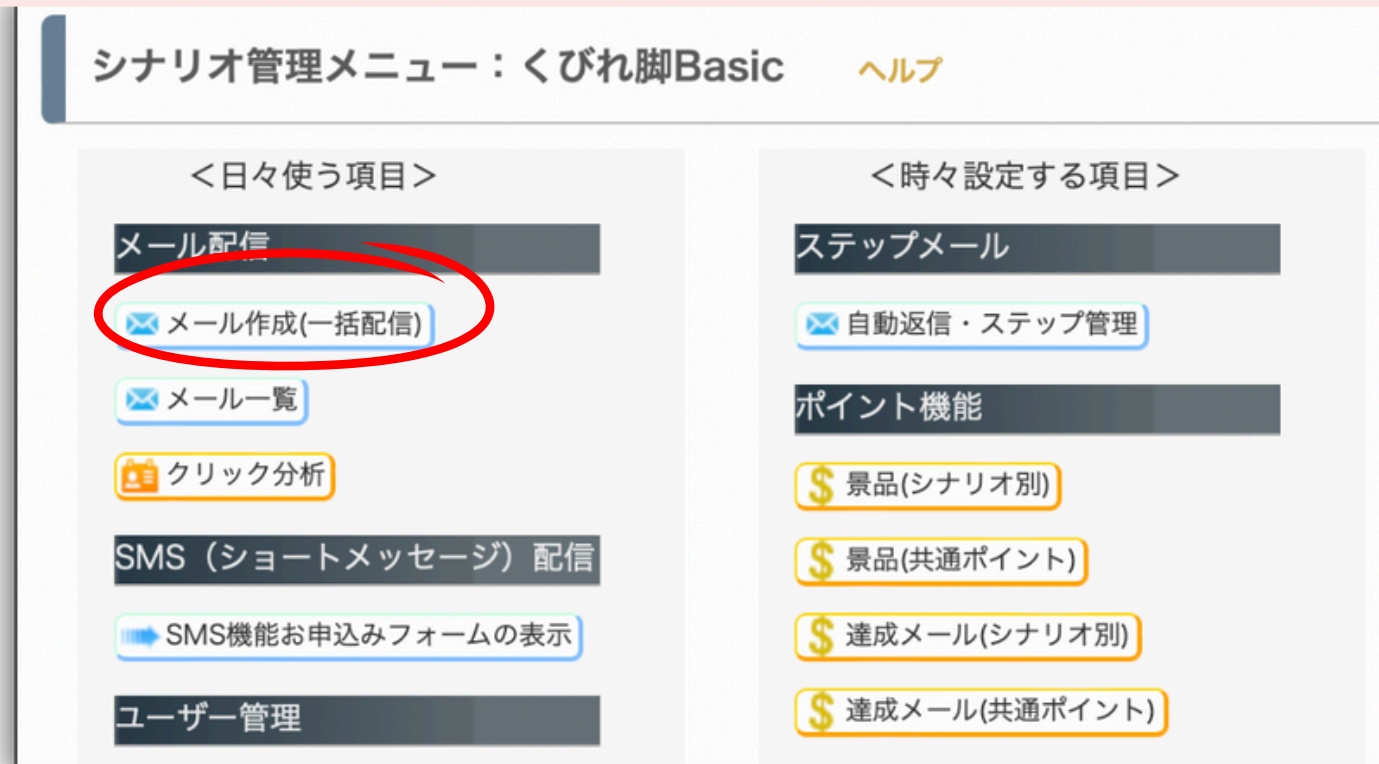 シナリオ管理メニュー：くびれ脚Basic ヘルプ
＜日々使う項目＞
メール配信
メール作成(一括配信)
メール一覧
クリック分析
SMS（ショートメッセージ）配信
SMS機能お申込みフォームの表示
ユーザー管理
＜時々設定する項目＞
ステップメール
自動返信・ステップ管理
ポイント機能
景品(シナリオ別)
景品(共通ポイント)
達成メール(シナリオ別)
達成メール(共通ポイント)